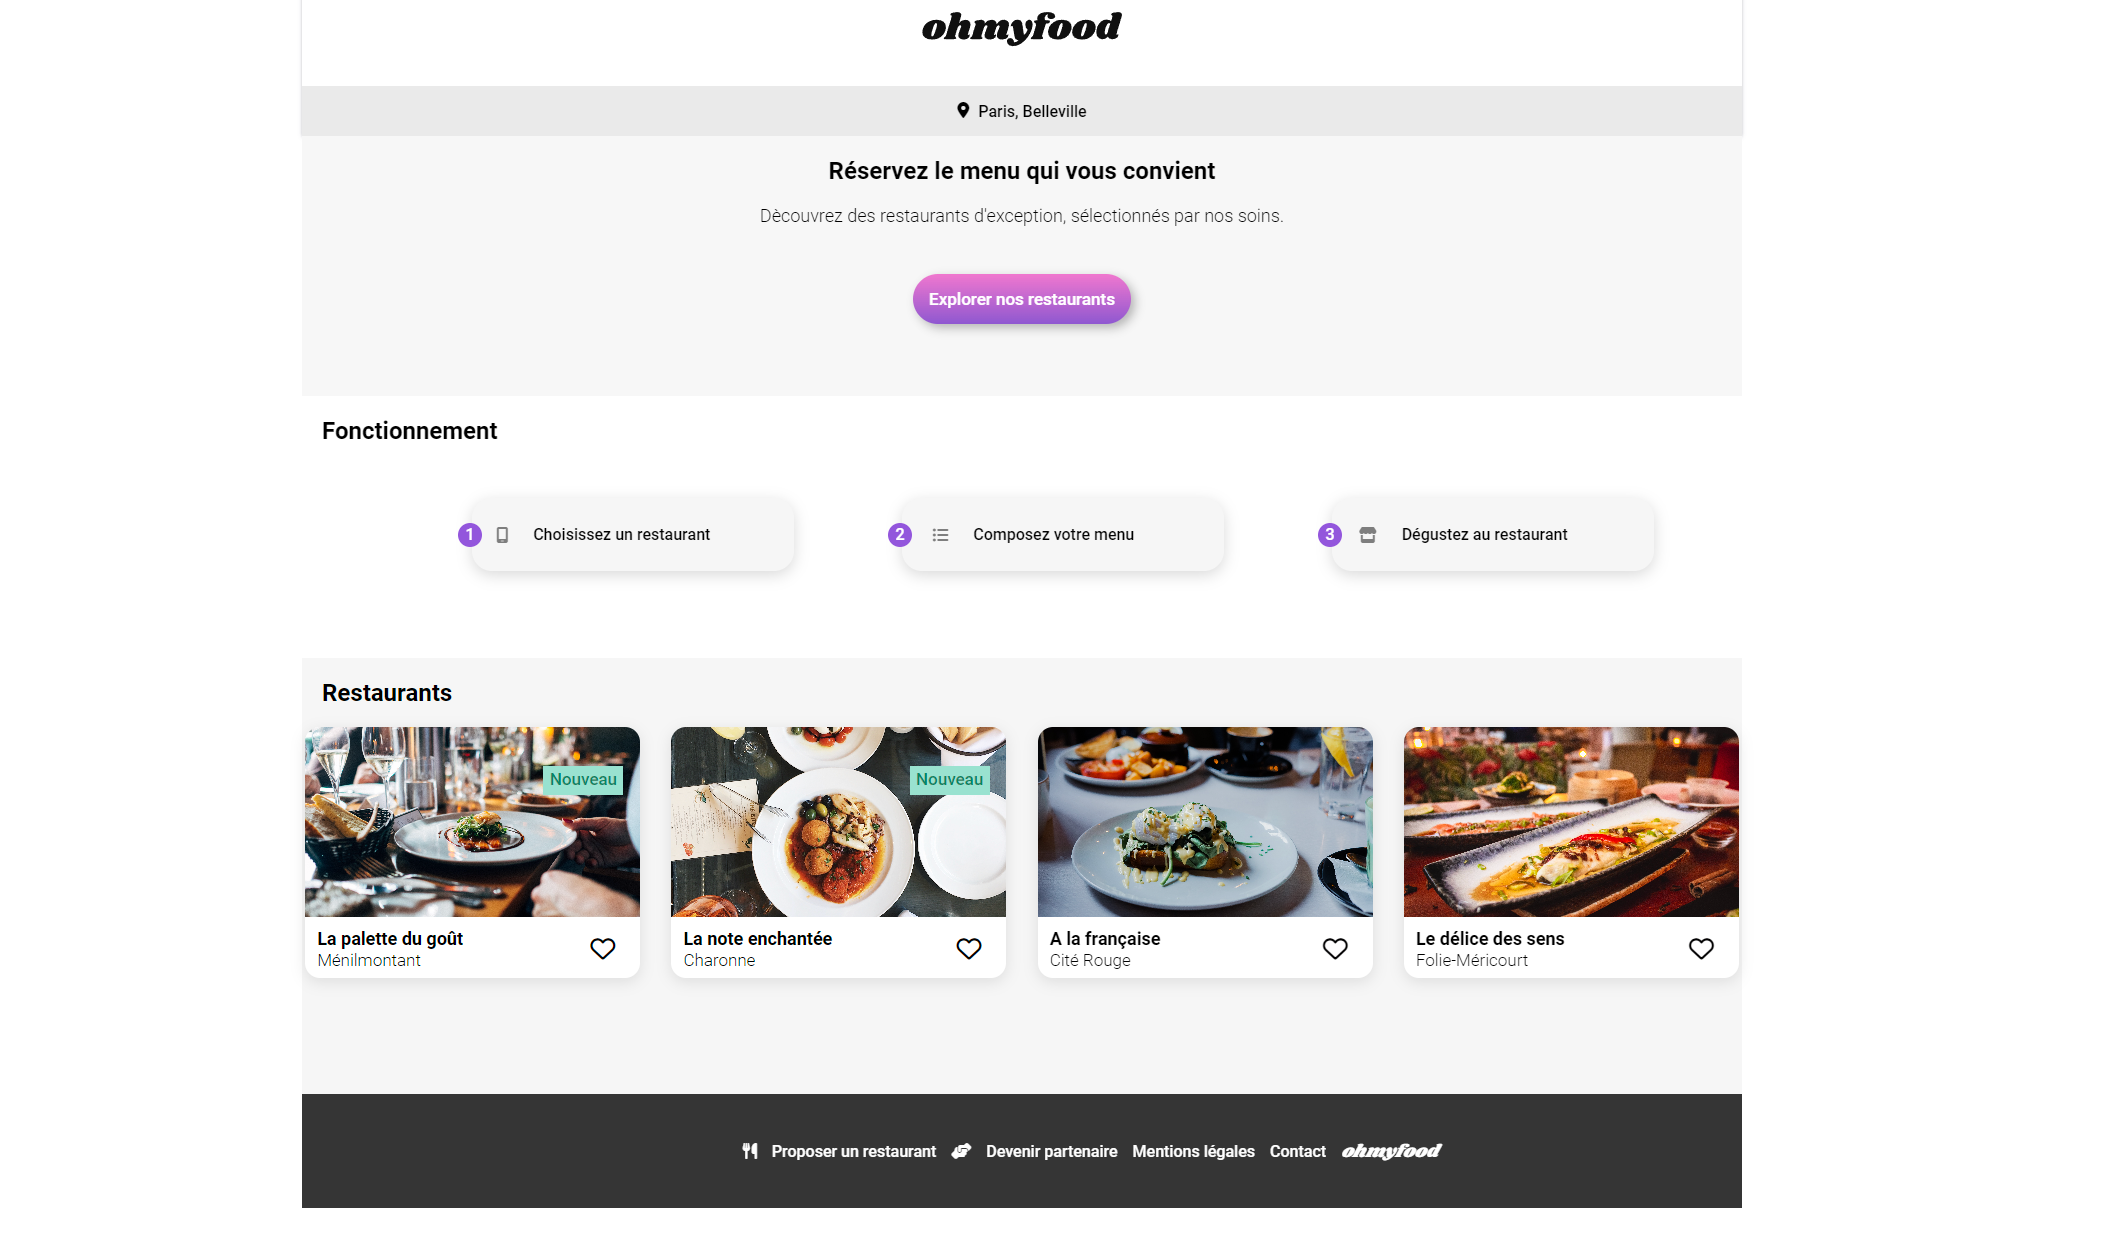 ohmyfood
Paris, Belleville
Réservez le menu qui vous convient
Dècouvrez des restaurants d'exception, sélectionnés par nos soins.
Explorer nos restaurants
Fonctionnement
1 Choisissez un restaurant
2 Composez votre menu
3 Dégustez au restaurant
Restaurants
Nouveau
Nouveau
La palette du goût
Ménilmontant
La note enchantée
Charonne
A la française
Cité Rouge
Le délice des sens
Folie-Méricourt
Proposer un restaurant Devenir partenaire Mentions légales Contact ohmyfood